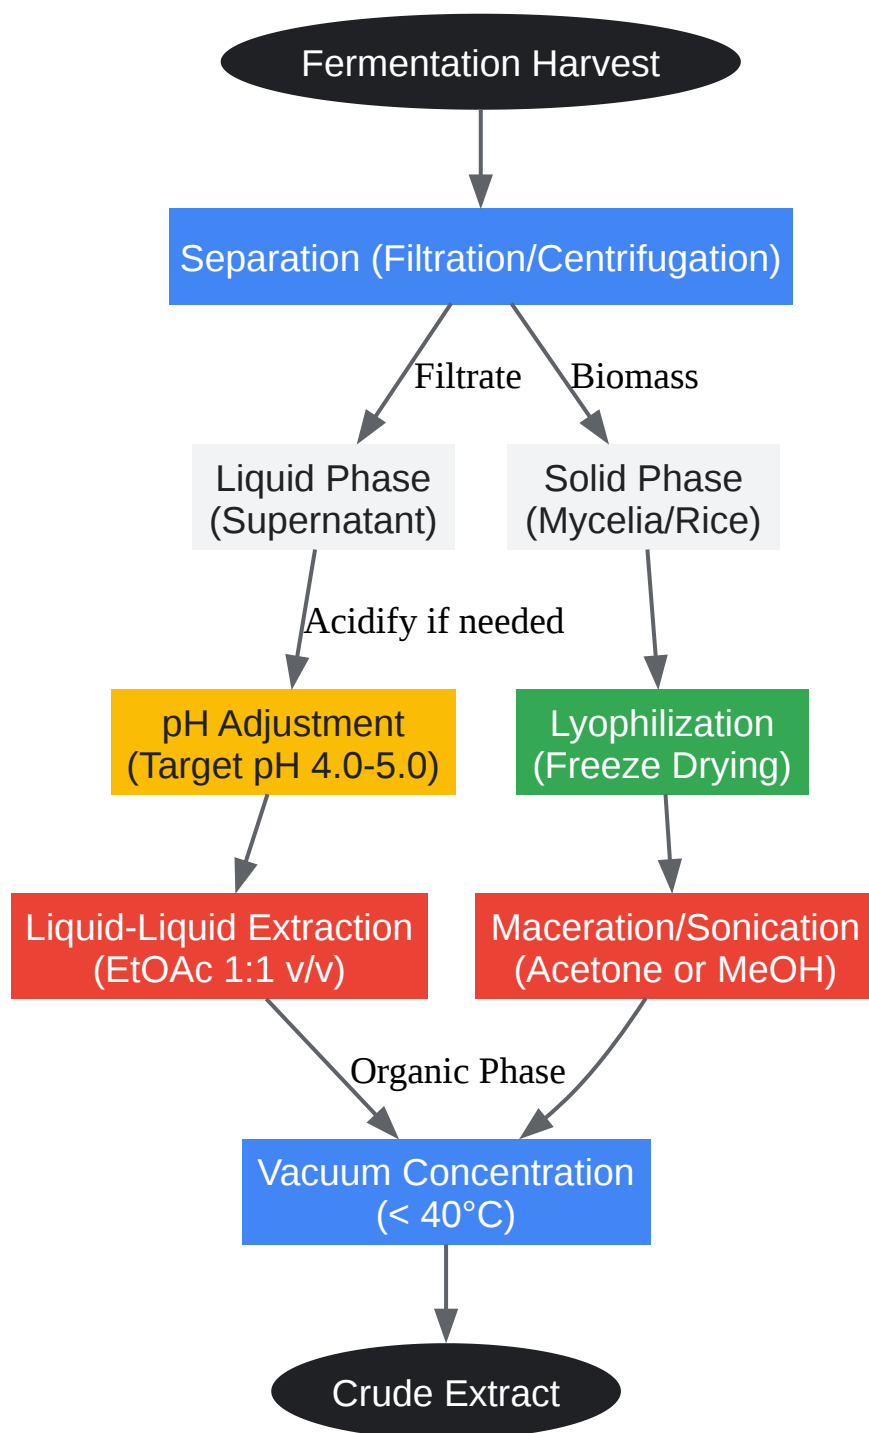 Fermentation Harvest
Separation (Filtration/Centrifugation)
Filtrate
Biomass
Liquid Phase
(Supernatant)
Solid Phase
(Mycelia/Rice)
Acidify if needed
pH Adjustment
(Target pH 4.0-5.0)
Lyophilization
(Freeze Drying)
Liquid-Liquid Extraction
(EtOAc 1:1 v/v)
Maceration/Sonication
(Acetone or MeOH)
Organic Phase
Vacuum Concentration
(< 40°C)
Crude Extract